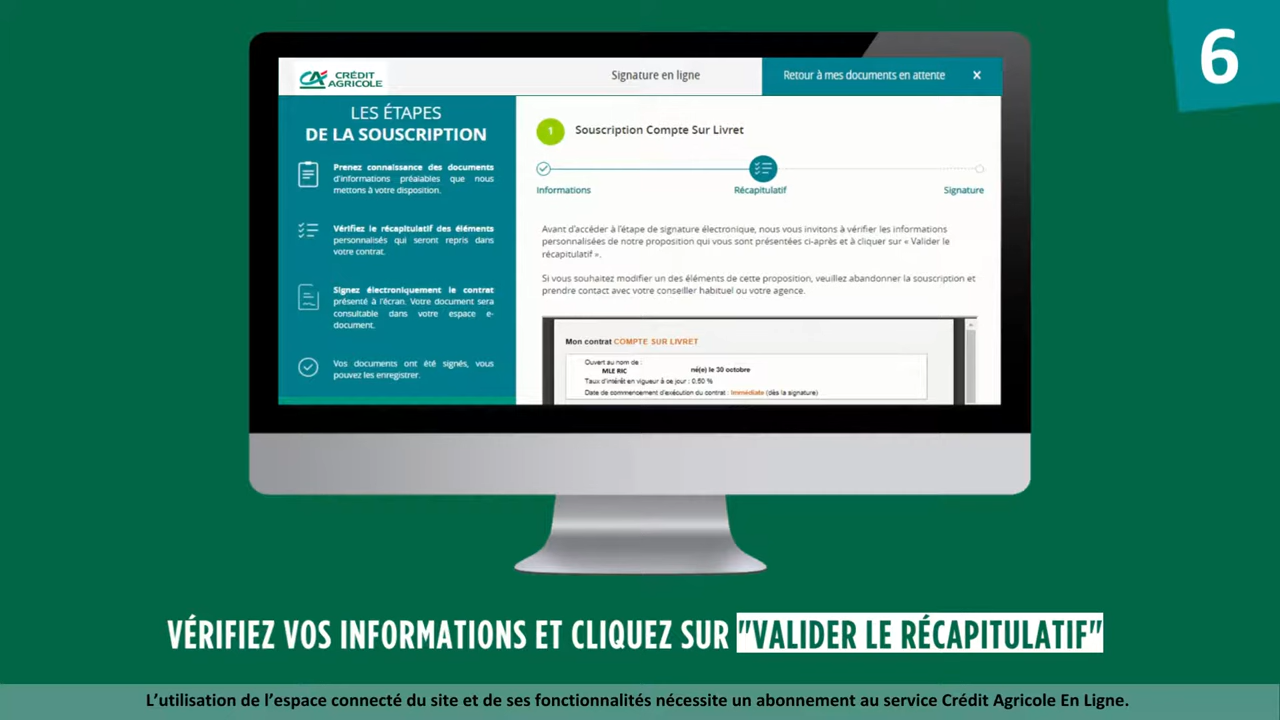 6
CRÉDIT
AGRICOLE
Signature en ligne
Retour à mes documents en attente
×
LES ÉTAPES
DE LA SOUSCRIPTION
Prenez connaissance des documents
d'informations préalables que nous
mettons à votre disposition.
Vérifiez le récapitulatif des éléments
personnalisés qui seront repris dans
votre contrat.
Signez électroniquement le contrat
présenté à l'écran. Votre document sera
consultable dans votre espace e-
document.
Vos documents ont été signés, vous
pouvez les enregistrer.
1
Souscription Compte Sur Livret
Informations
Récapitulatif
Signature
Avant d'accéder à l'étape de signature électronique, nous vous invitons à vérifier les informations
personnalisées de notre proposition qui vous sont présentées ci-après et à cliquer sur « Valider le
récapitulatif ».
Si vous souhaitez modifier un des éléments de cette proposition, veuillez abandonner la souscription et
prendre contact avec votre conseiller habituel ou votre agence.
Mon contrat COMPTE SUR LIVRET
Ouvert au nom de :
MLE RIC né(e) le 30 octobre
Taux d'intérêt en vigueur à ce jour : 0.50 %
Date de commencement d'exécution du contrat : Immédiate (dès la signature)
VÉRIFIEZ VOS INFORMATIONS ET CLIQUEZ SUR "VALIDER LE RÉCAPITULATIF"
L'utilisation de l'espace connecté du site et de ses fonctionnalités nécessite un abonnement au service Crédit Agricole En Ligne.